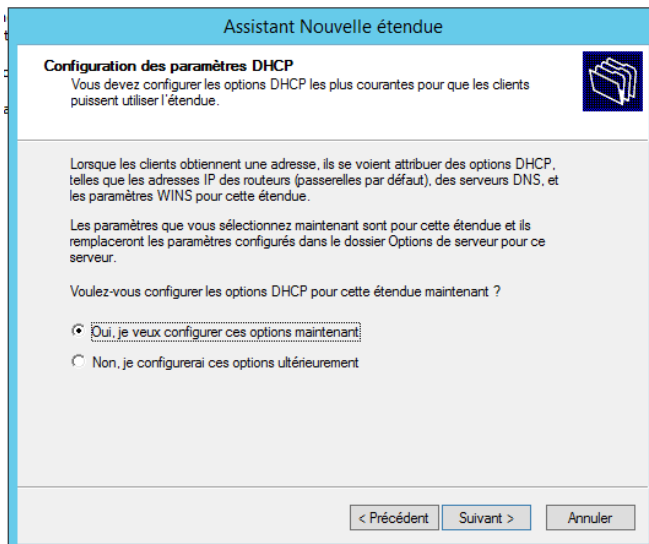 Assistant Nouvelle étendue
Configuration des paramètres DHCP
Vous devez configurer les options DHCP les plus courantes pour que les clients
puissent utiliser l'étendue.
Lorsque les clients obtiennent une adresse, ils se voient attribuer des options DHCP,
telles que les adresses IP des routeurs (passerelles par défaut), des serveurs DNS, et
les paramètres WINS pour cette étendue.
Les paramètres que vous sélectionnez maintenant sont pour cette étendue et ils
remplaceront les paramètres configurés dans le dossier Options de serveur pour ce
serveur.
Voulez-vous configurer les options DHCP pour cette étendue maintenant ?
Oui, je veux configurer ces options maintenant
Non, je configurerai ces options ultérieurement
< Précédent Suivant > Annuler